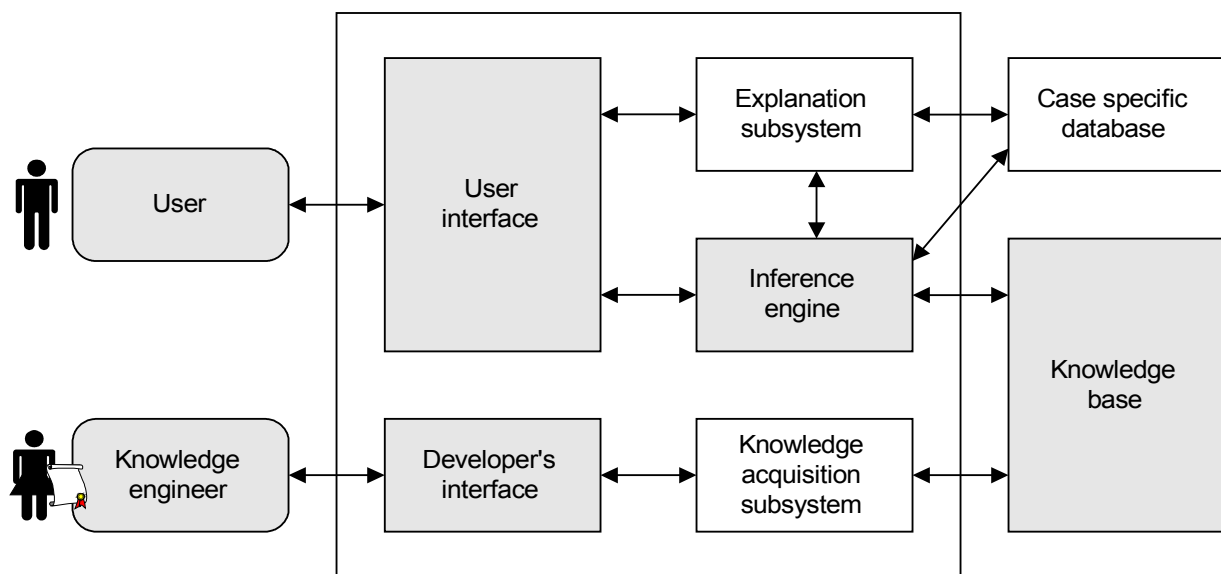 Explanation
subsystem
Case specific
database
User
User
interface
Inference
engine
Knowledge
base
Knowledge
engineer
Developer's
interface
Knowledge
acquisition
subsystem